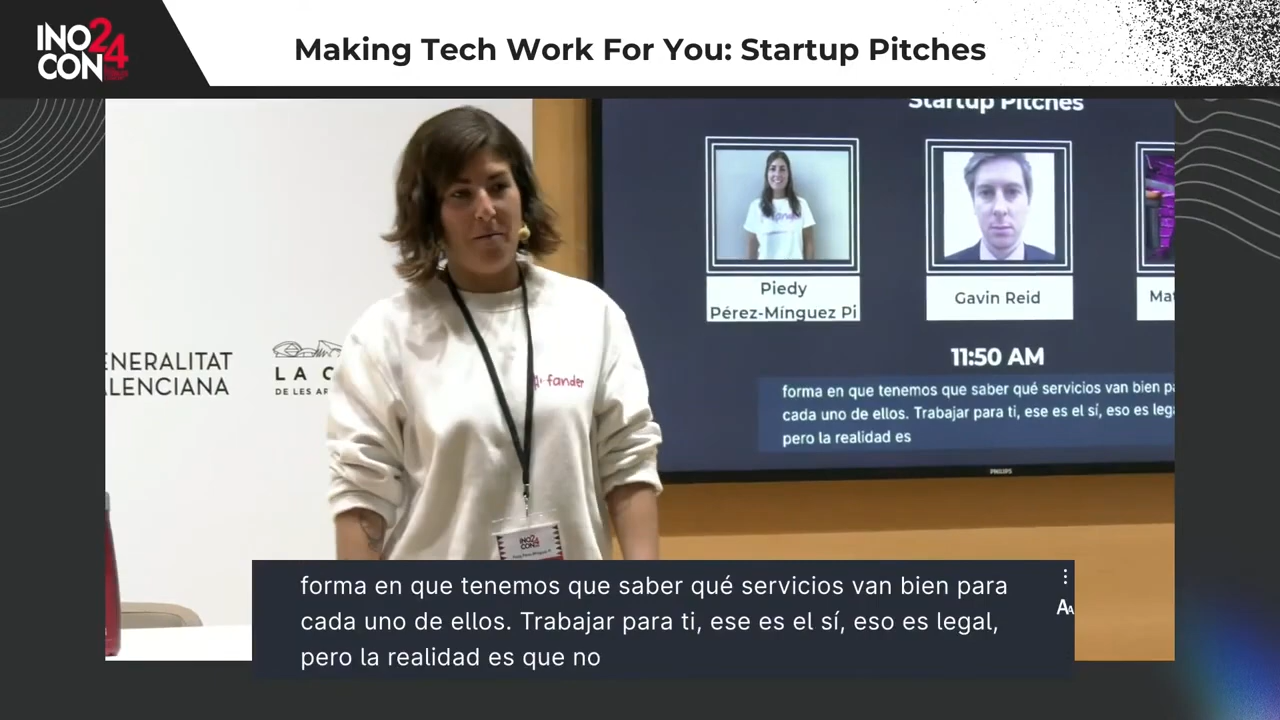 INO24
CON
Making Tech Work For You: Startup Pitches
Startup Pitches
Piedy
Pérez-Mínguez Pi
Gavin Reid
Mat
11:50 AM
forma en que tenemos que saber qué servicios van bien p
cada uno de ellos. Trabajar para ti, ese es el sí, eso es lega
pero la realidad es
PHILIPS
ENERALITAT
ALENCIANA
LA C
DE LES AR
fander
INO24
CON
forma en que tenemos que saber qué servicios van bien para
cada uno de ellos. Trabajar para ti, ese es el sí, eso es legal,
pero la realidad es que no
AA